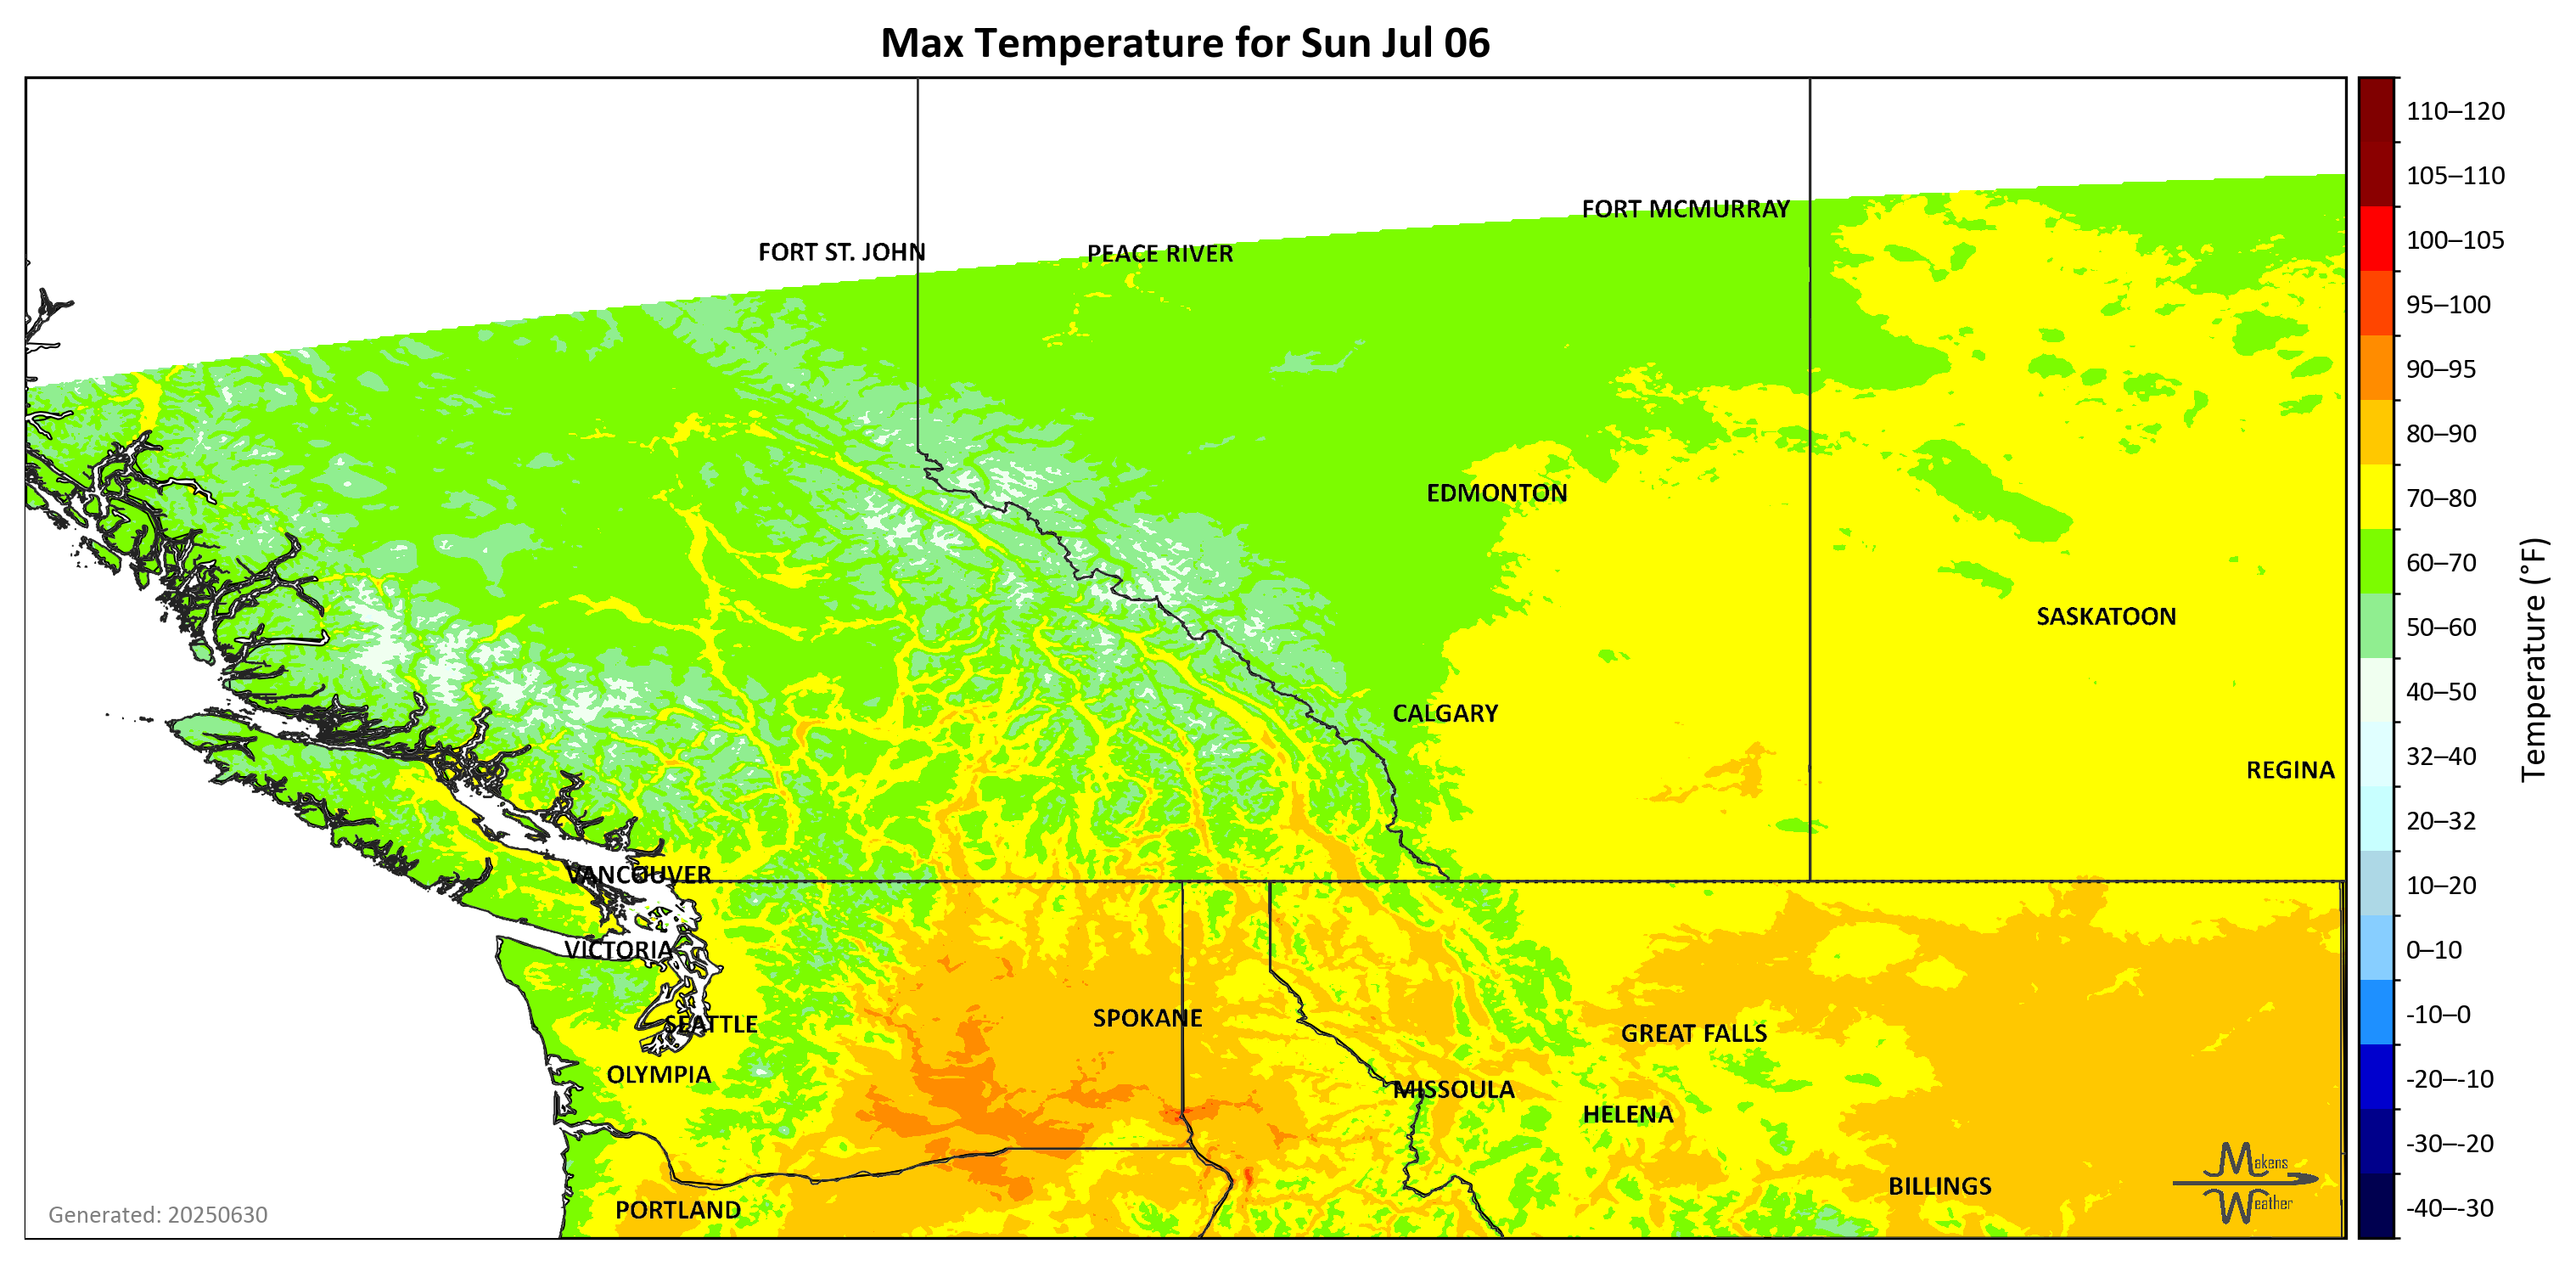 Max Temperature for Sun Jul 06
110–120
FORT MCMURRAY
105–110
FORT ST. JOHN
PEACE RIVER
100–105
95–100
90–95
80–90
EDMONTON
70–80
60–70
SASKATOON
50–60
CALGARY
40–50
Temperature (°F)
REGINA
32–40
20–32
VANCOUVER
10–20
VICTORIA
0–10
SEATTLE
SPOKANE
GREAT FALLS
-10–0
OLYMPIA
MISSOULA
-20–-10
HELENA
-30–-20
Makens
Weather
BILLINGS
PORTLAND
-40–-30
Generated: 20250630